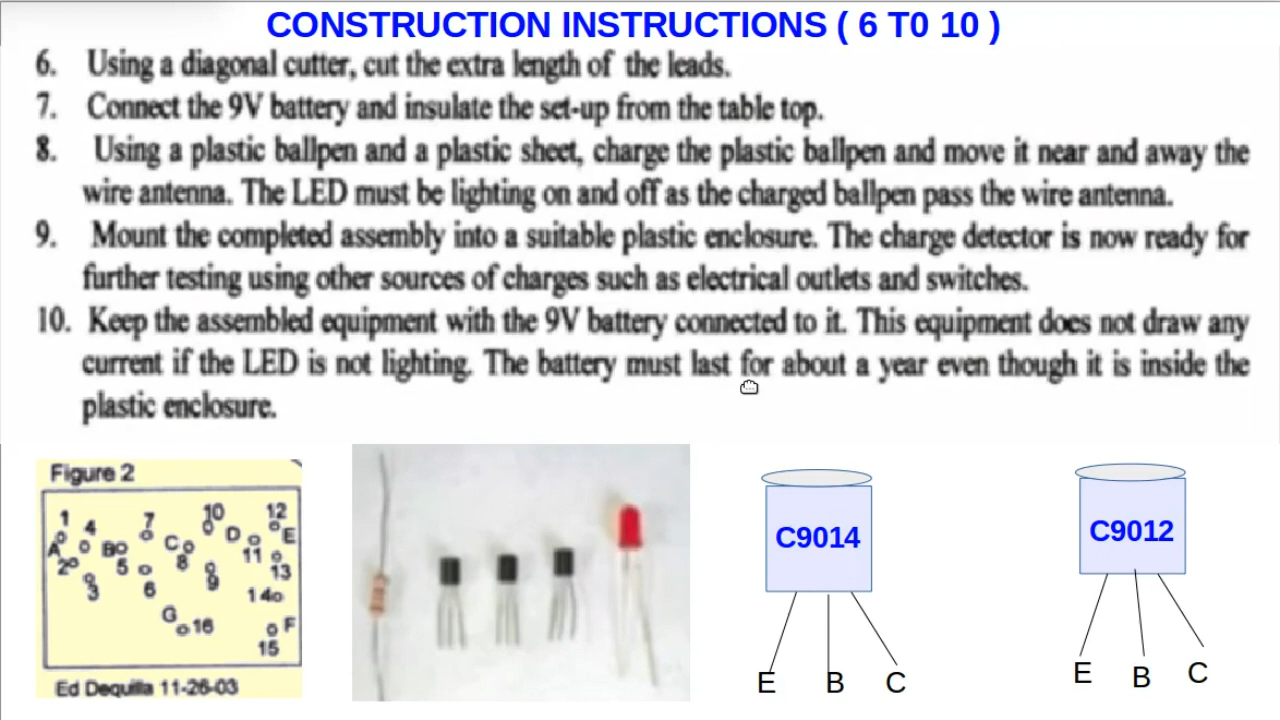 CONSTRUCTION INSTRUCTIONS ( 6 T0 10 )
6. Using a diagonal cutter, cut the extra length of the leads.
7. Connect the 9V battery and insulate the set-up from the table top.
8. Using a plastic ballpen and a plastic sheet, charge the plastic ballpen and move it near and away the
wire antenna. The LED must be lighting on and off as the charged ballpen pass the wire antenna.
9. Mount the completed assembly into a suitable plastic enclosure. The charge detector is now ready for
further testing using other sources of charges such as electrical outlets and switches.
10. Keep the assembled equipment with the 9V battery connected to it. This equipment does not draw any
current if the LED is not lighting. The battery must last for about a year even though it is inside the
plastic enclosure.
Figure 2
1 4 7 10 12
A B C D E
2 5 8 11
3 6 9 13
14
G 16 F
15
Ed Dequilla 11-26-03
C9014
E B C
C9012
E B C